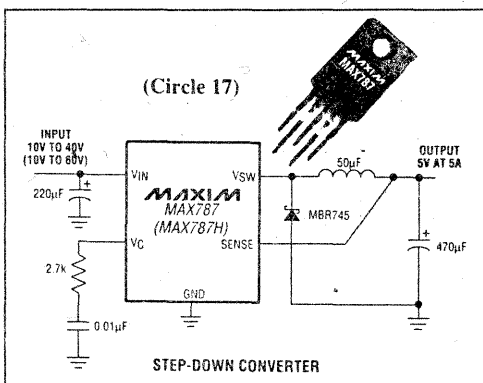 (Circle 17)
MAXIM
MAX787
INPUT
10V TO 40V
(10V TO 60V)
OUTPUT
5V AT 5A
220µF
+
VIN
MAXIM
MAX787
(MAX787H)
VSW
50µF
MBR745
VC
SENSE
+
470µF
2.7k
GND
0.01µF
STEP-DOWN CONVERTER